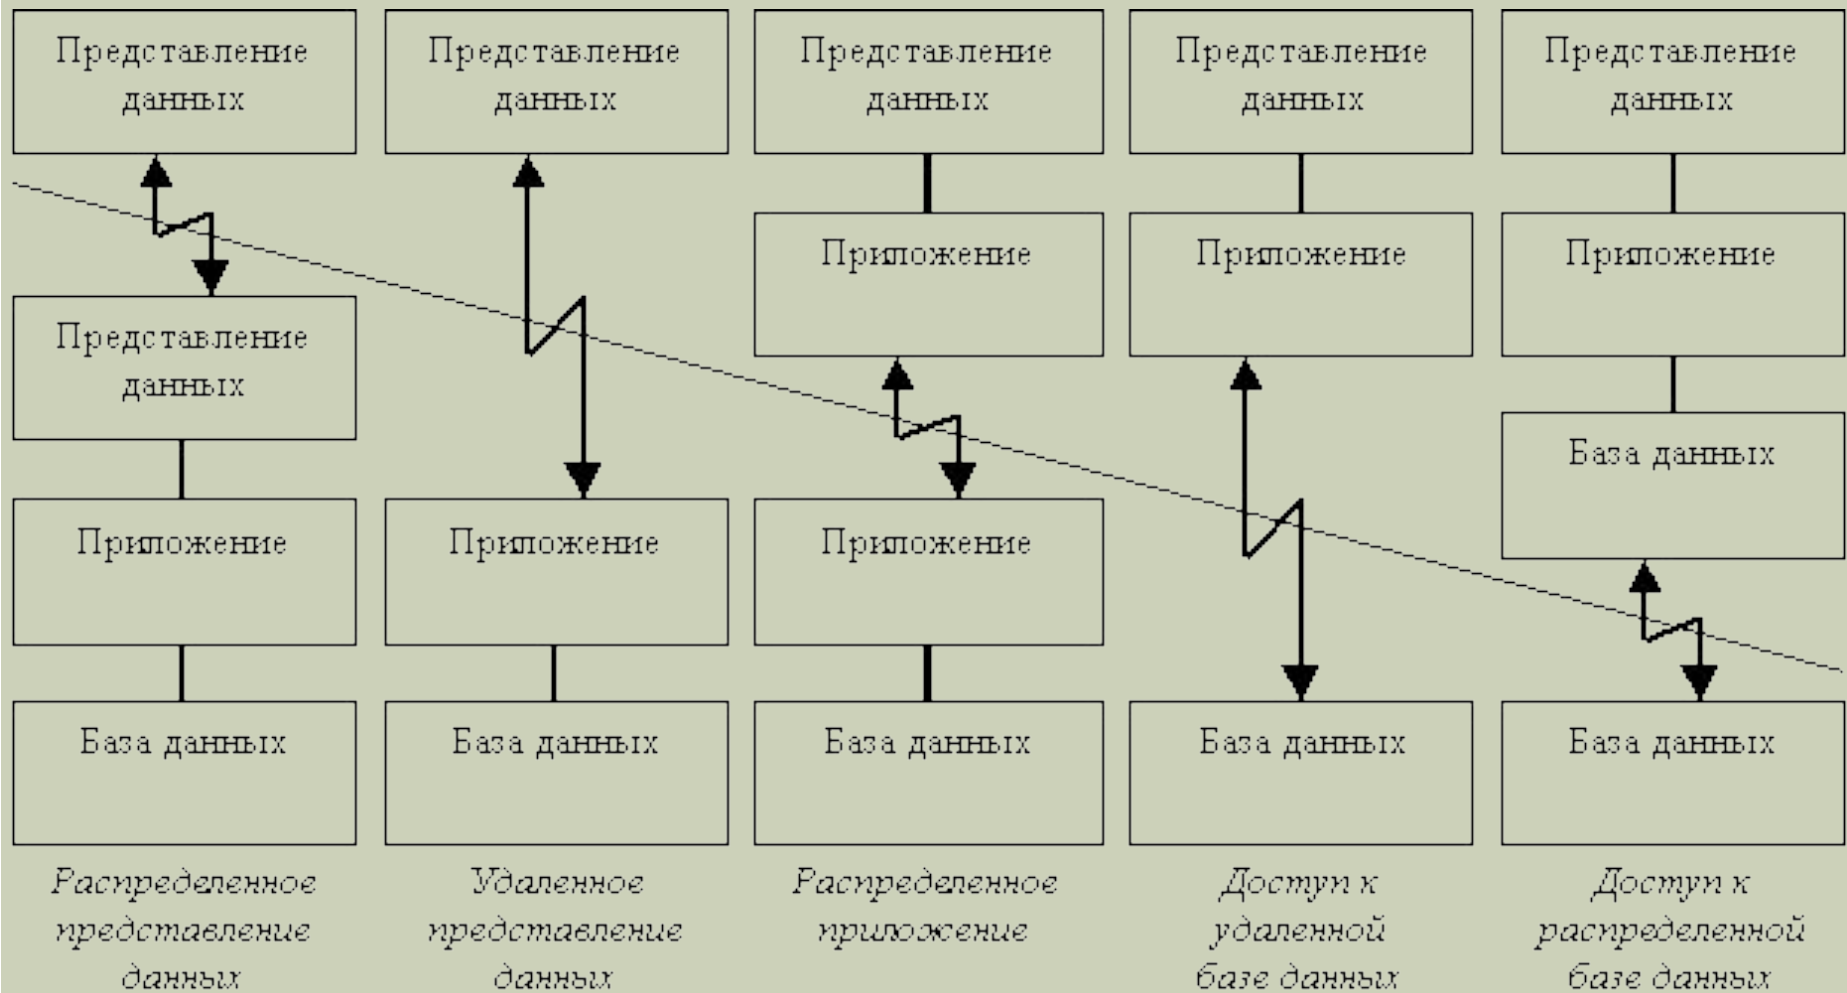 Представление
данных
Представление
данных
Представление
данных
Представление
данных
Представление
данных
Приложение
Приложение
Приложение
Представление
данных
База данных
Приложение
Приложение
Приложение
База данных
База данных
База данных
База данных
База данных
Распределенное
представление
данных
Удаленное
представление
данных
Распределенное
приложение
Доступ к
удаленной
базе данных
Доступ к
распределенной
базе данных